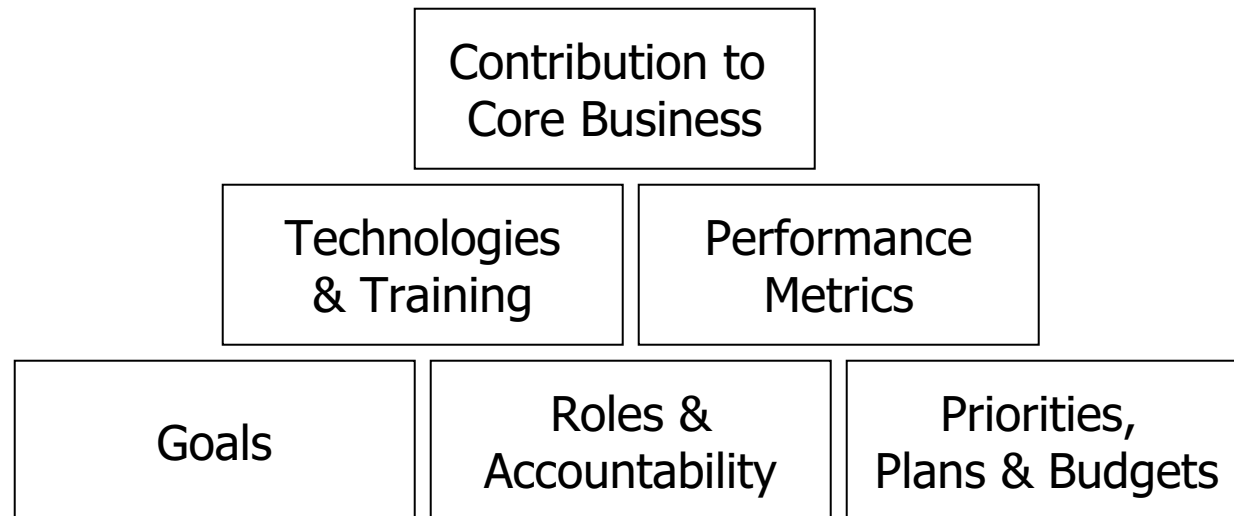 Contribution to
Core Business
Technologies
& Training
Performance
Metrics
Goals
Roles &
Accountability
Priorities,
Plans & Budgets